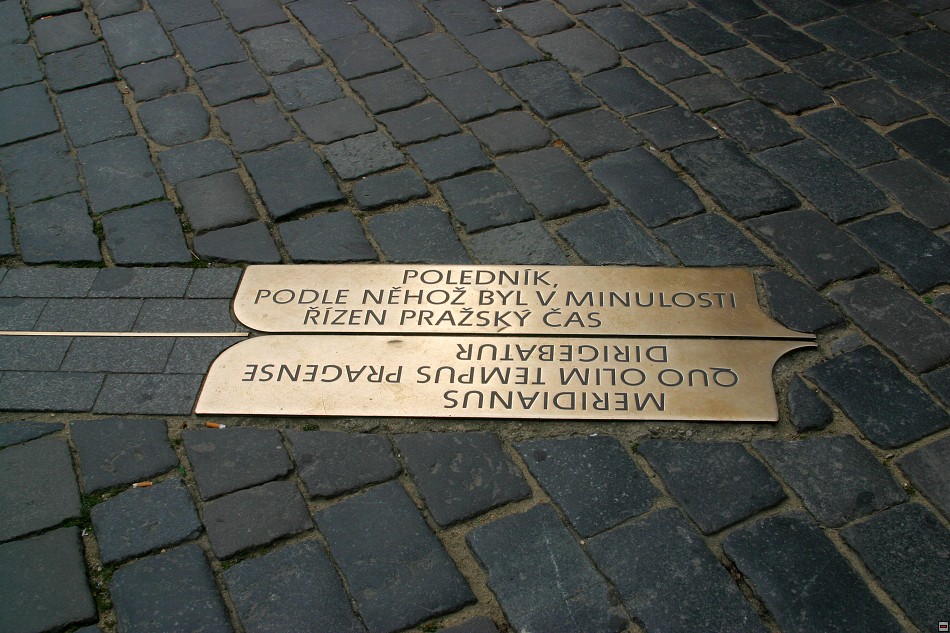 POLEDNÍK,
PODLE NĚHOŽ BYL V MINULOSTI
ŘÍZEN PRAŽSKÝ ČAS
MERIDIANUS
QUO OLIM TEMPUS PRAGENSE
DIRIGEBATUR